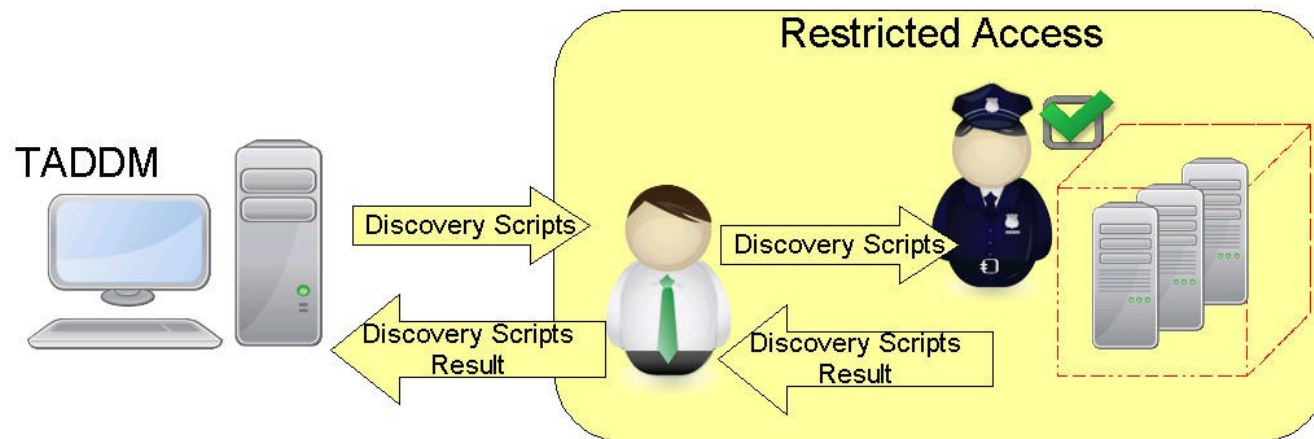 Restricted Access
TADDM
Discovery Scripts
Discovery Scripts
Discovery Scripts
Result
Discovery Scripts
Result